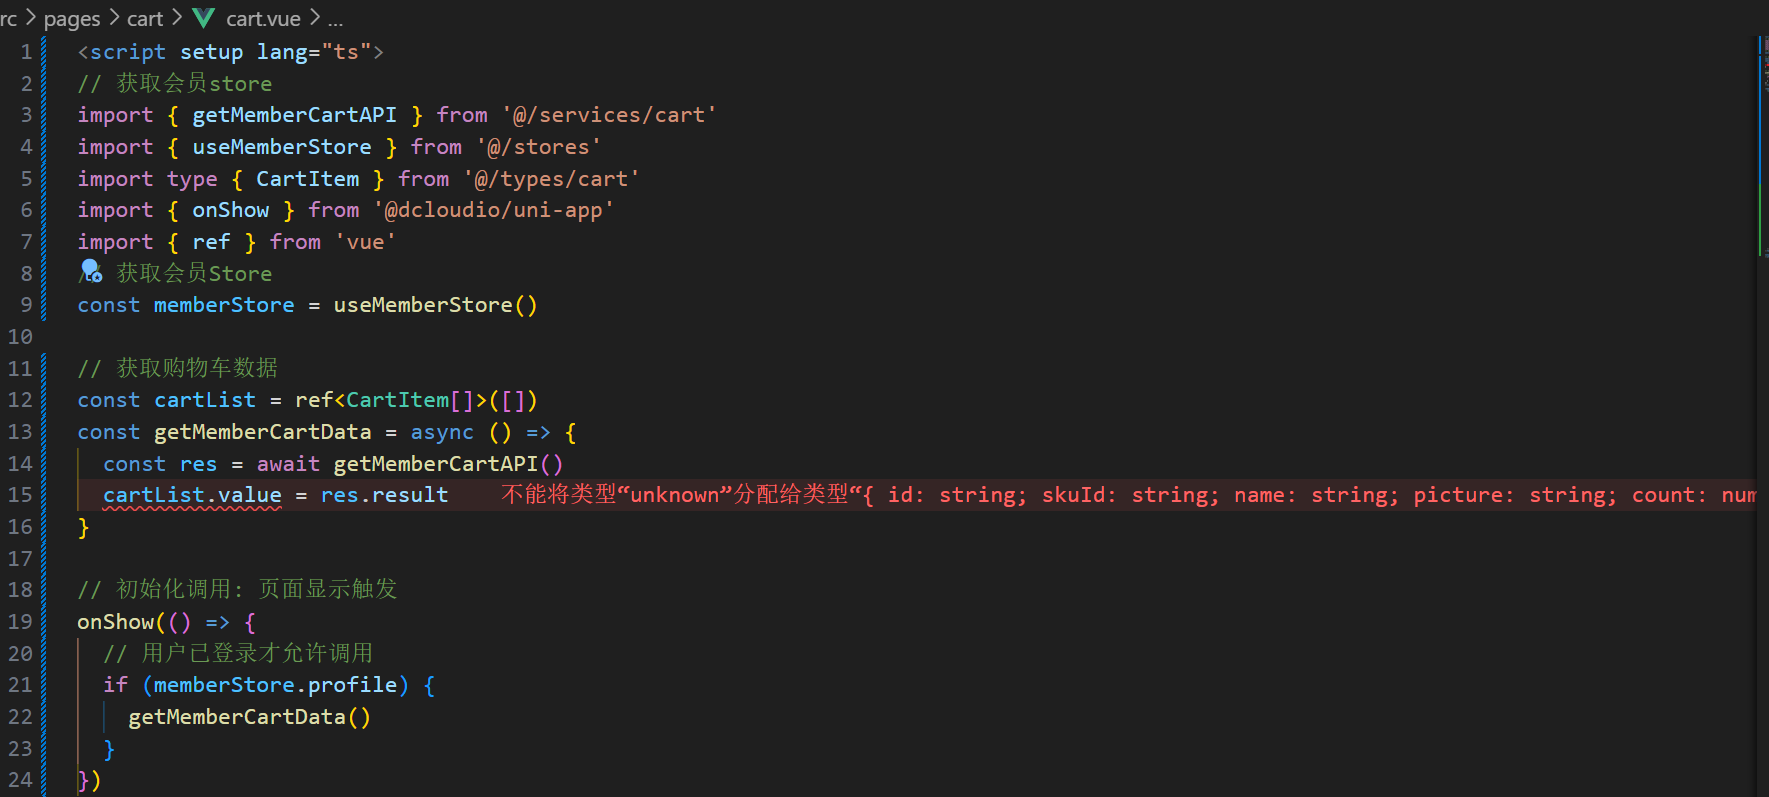 rc > pages > cart > cart.vue > ...
1 <script setup lang="ts">
2 // 获取会员store
3 import { getMemberCartAPI } from '@/services/cart'
4 import { useMemberStore } from '@/stores'
5 import type { CartItem } from '@/types/cart'
6 import { onShow } from '@dcloudio/uni-app'
7 import { ref } from 'vue'
8 // 获取会员Store
9 const memberStore = useMemberStore()
10
11 // 获取购物车数据
12 const cartList = ref<CartItem[]>([])
13 const getMemberCartData = async () => {
14 const res = await getMemberCartAPI()
15 cartList.value = res.result 不能将类型“unknown”分配给类型“{ id: string; skuId: string; name: string; picture: string; count: num
16 }
17
18 // 初始化调用: 页面显示触发
19 onShow(() => {
20 // 用户已登录才允许调用
21 if (memberStore.profile) {
22 getMemberCartData()
23 }
24 })